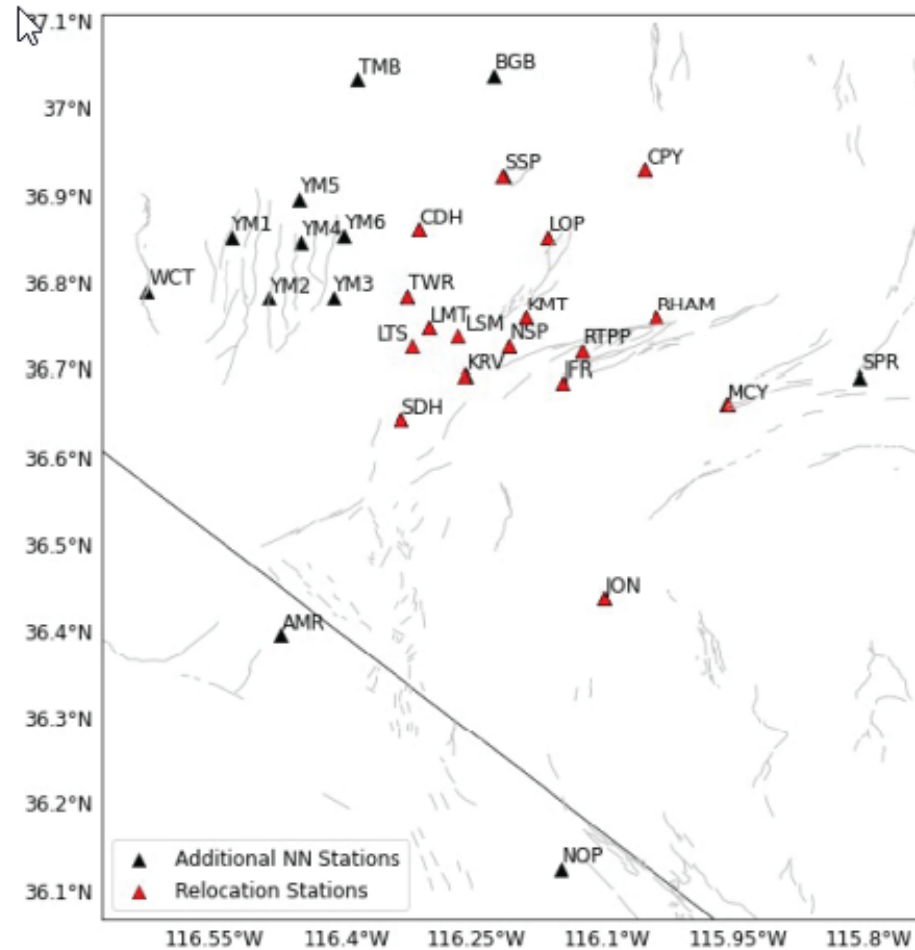 37.1°N
TMB
BGB
37°N
SSP
CPY
36.9°N
YM5
YM1
YM4
YM6
CDH
LOP
36.8°N
WCT
YM2
YM3
TWR
KMT
RHAM
LMT
LSM
LTS
NSP
RTPP
36.7°N
KRV
JFR
SPR
MCY
SDH
36.6°N
36.5°N
JON
36.4°N
AMR
36.3°N
36.2°N
Additional NN Stations
NOP
36.1°N
Relocation Stations
116.55°W
116.4°W
116.25°W
116.1°W
115.95°W
115.8°W